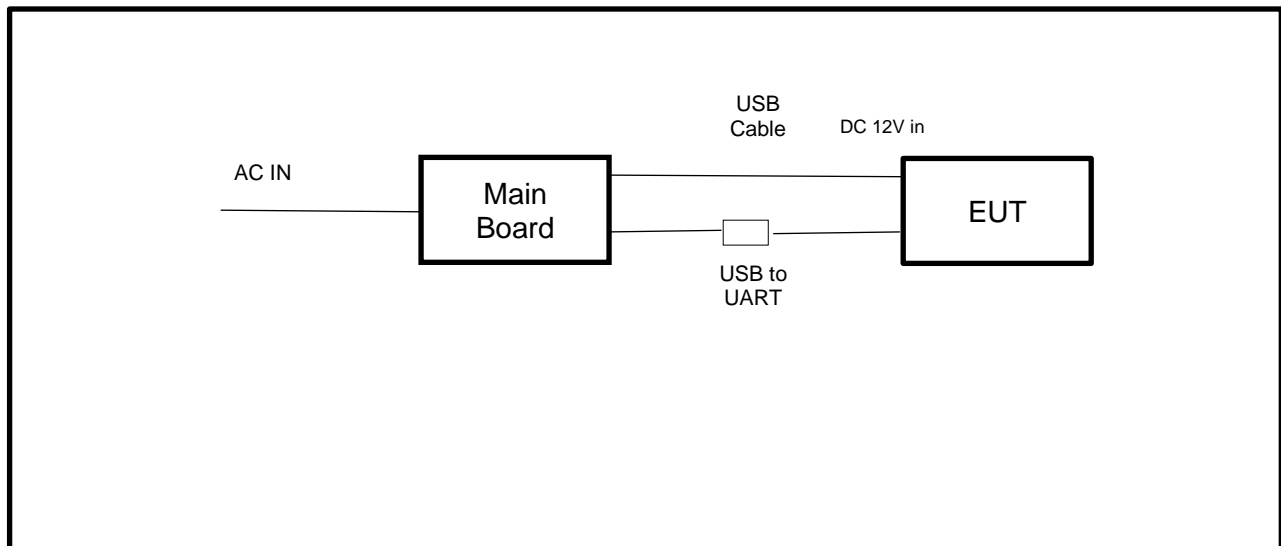 USB
Cable
DC 12V in
AC IN
Main
Board
EUT
USB to
UART